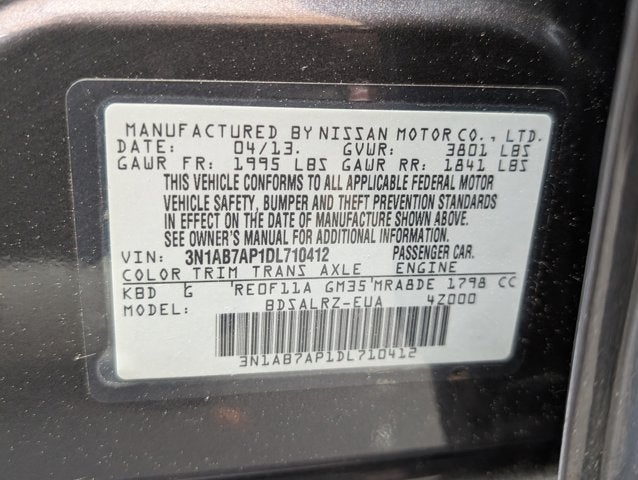 MANUFACTURED BY NISSAN MOTOR CO., LTD.
DATE: 04/13. GVWR: 3801 LBS
GAWR FR: 1995 LBS GAWR RR: 1841 LBS
THIS VEHICLE CONFORMS TO ALL APPLICABLE FEDERAL MOTOR
VEHICLE SAFETY, BUMPER AND THEFT PREVENTION STANDARDS
IN EFFECT ON THE DATE OF MANUFACTURE SHOWN ABOVE.
SEE OWNER'S MANUAL FOR ADDITIONAL INFORMATION.
VIN: 3N1AB7AP1DL710412 PASSENGER CAR.
COLOR TRIM TRANS AXLE ENGINE
KBD G RE0F11A GM35 MRA8DE 1798 CC
MODEL: BDSALRZ-EUA 4Z000
3N1AB7AP1DL710412